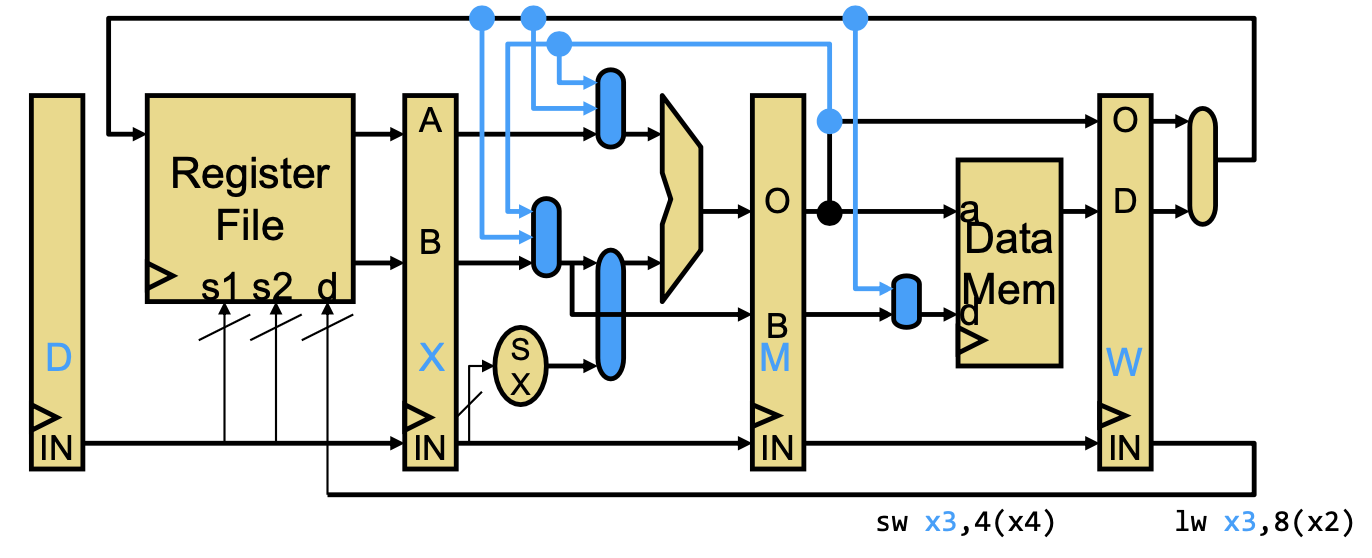 Register
File
s1 s2 d
D
IN
A
B
X
IN
S
X
O
B
M
IN
a
Data
Mem
d
O
D
W
IN
sw x3,4(x4)
lw x3,8(x2)